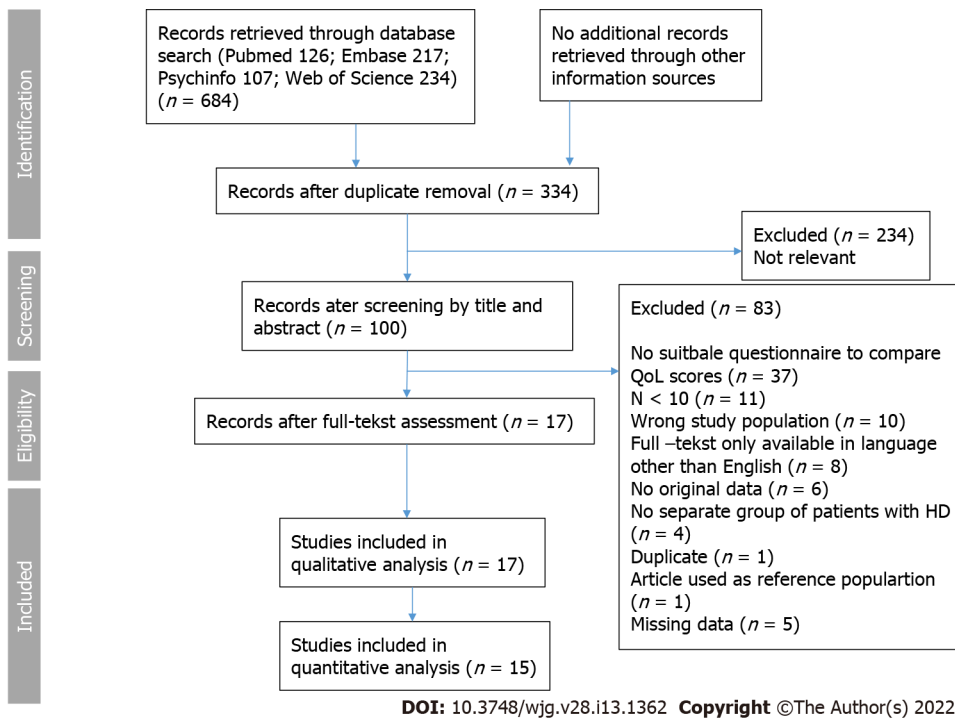 Identification
Records retrieved through database
search (Pubmed 126; Embase 217;
Psychinfo 107; Web of Science 234)
(n = 684)
No additional records
retrieved through other
information sources
Records after duplicate removal (n = 334)
Excluded (n = 234)
Not relevant
Screening
Records ater screening by title and
abstract (n = 100)
Excluded (n = 83)
No suitbale questionnaire to compare
QoL scores (n = 37)
N < 10 (n = 11)
Wrong study population (n = 10)
Full –tekst only available in language
other than English (n = 8)
No original data (n = 6)
No separate group of patients with HD
(n = 4)
Duplicate (n = 1)
Article used as reference populartion
(n = 1)
Missing data (n = 5)
Eligibility
Records after full-tekst assessment (n = 17)
Included
Studies included in
qualitative analysis (n = 17)
Studies included in
quantitative analysis (n = 15)
DOI: 10.3748/wjg.v28.i13.1362 Copyright ©The Author(s) 2022